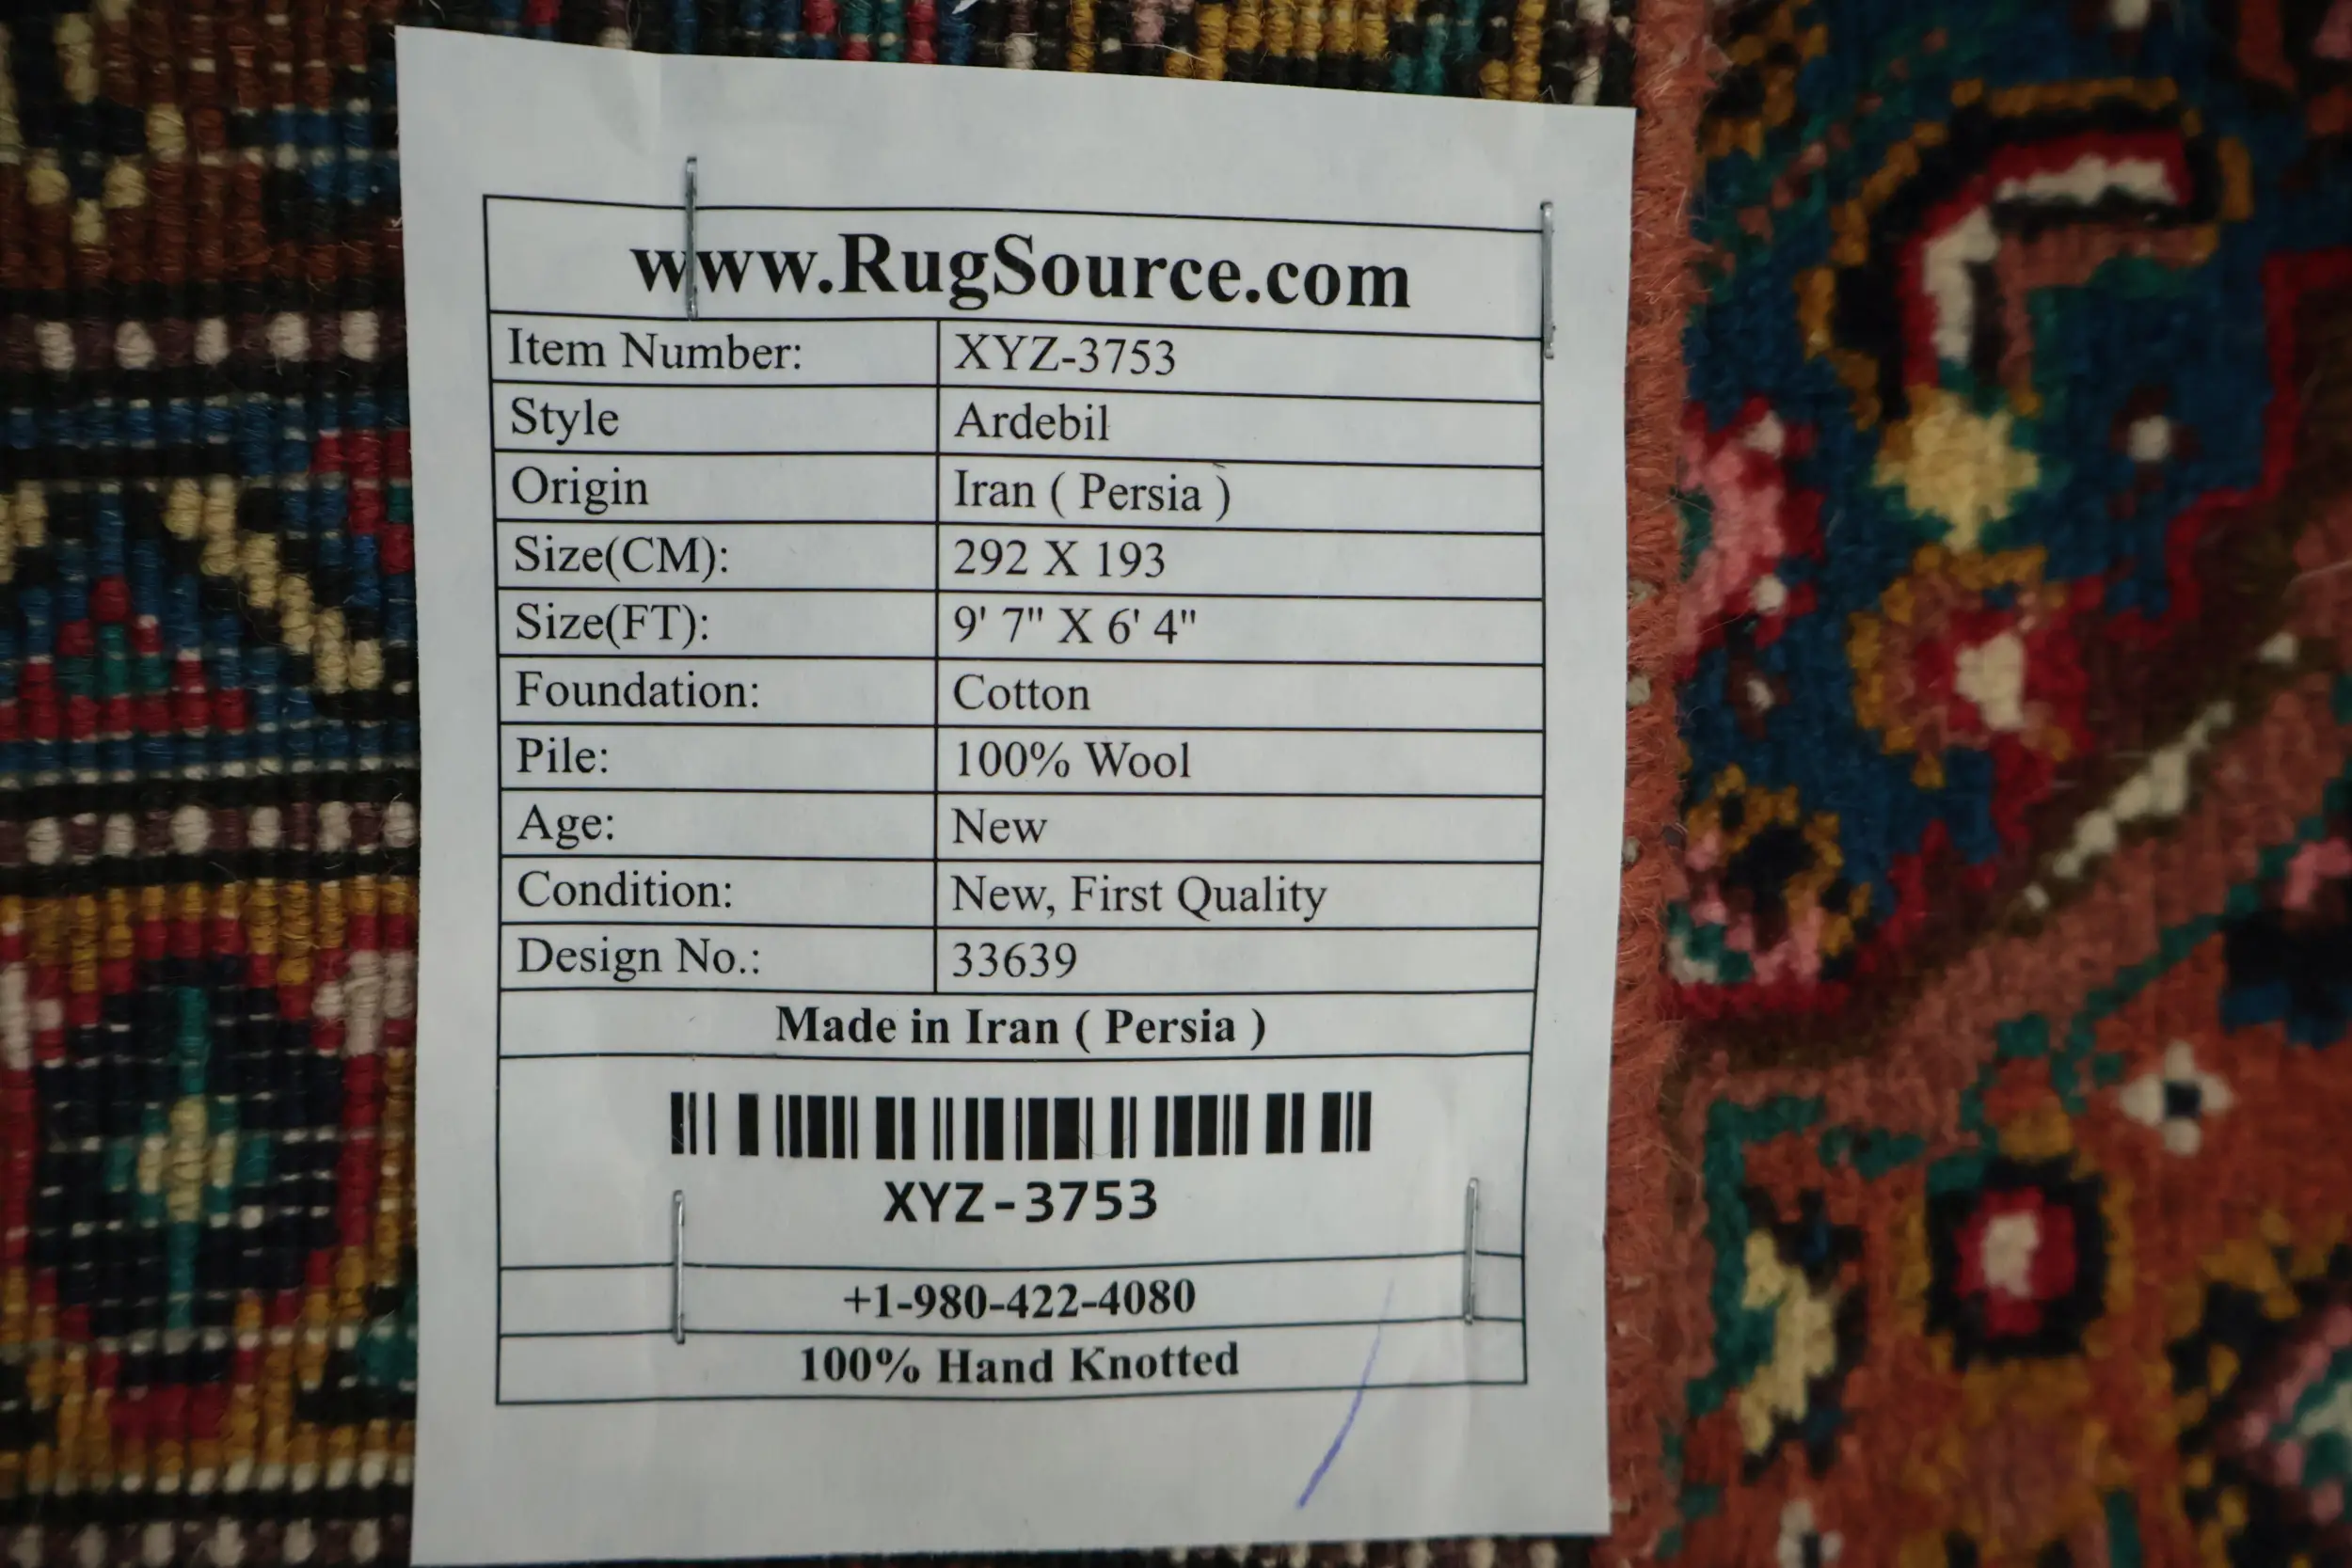 www.RugSource.com
Item Number: XYZ-3753
Style Ardebil
Origin Iran ( Persia )
Size(CM): 292 X 193
Size(FT): 9' 7" X 6' 4"
Foundation: Cotton
Pile: 100% Wool
Age: New
Condition: New, First Quality
Design No.: 33639
Made in Iran ( Persia )
XYZ-3753
+1-980-422-4080
100% Hand Knotted